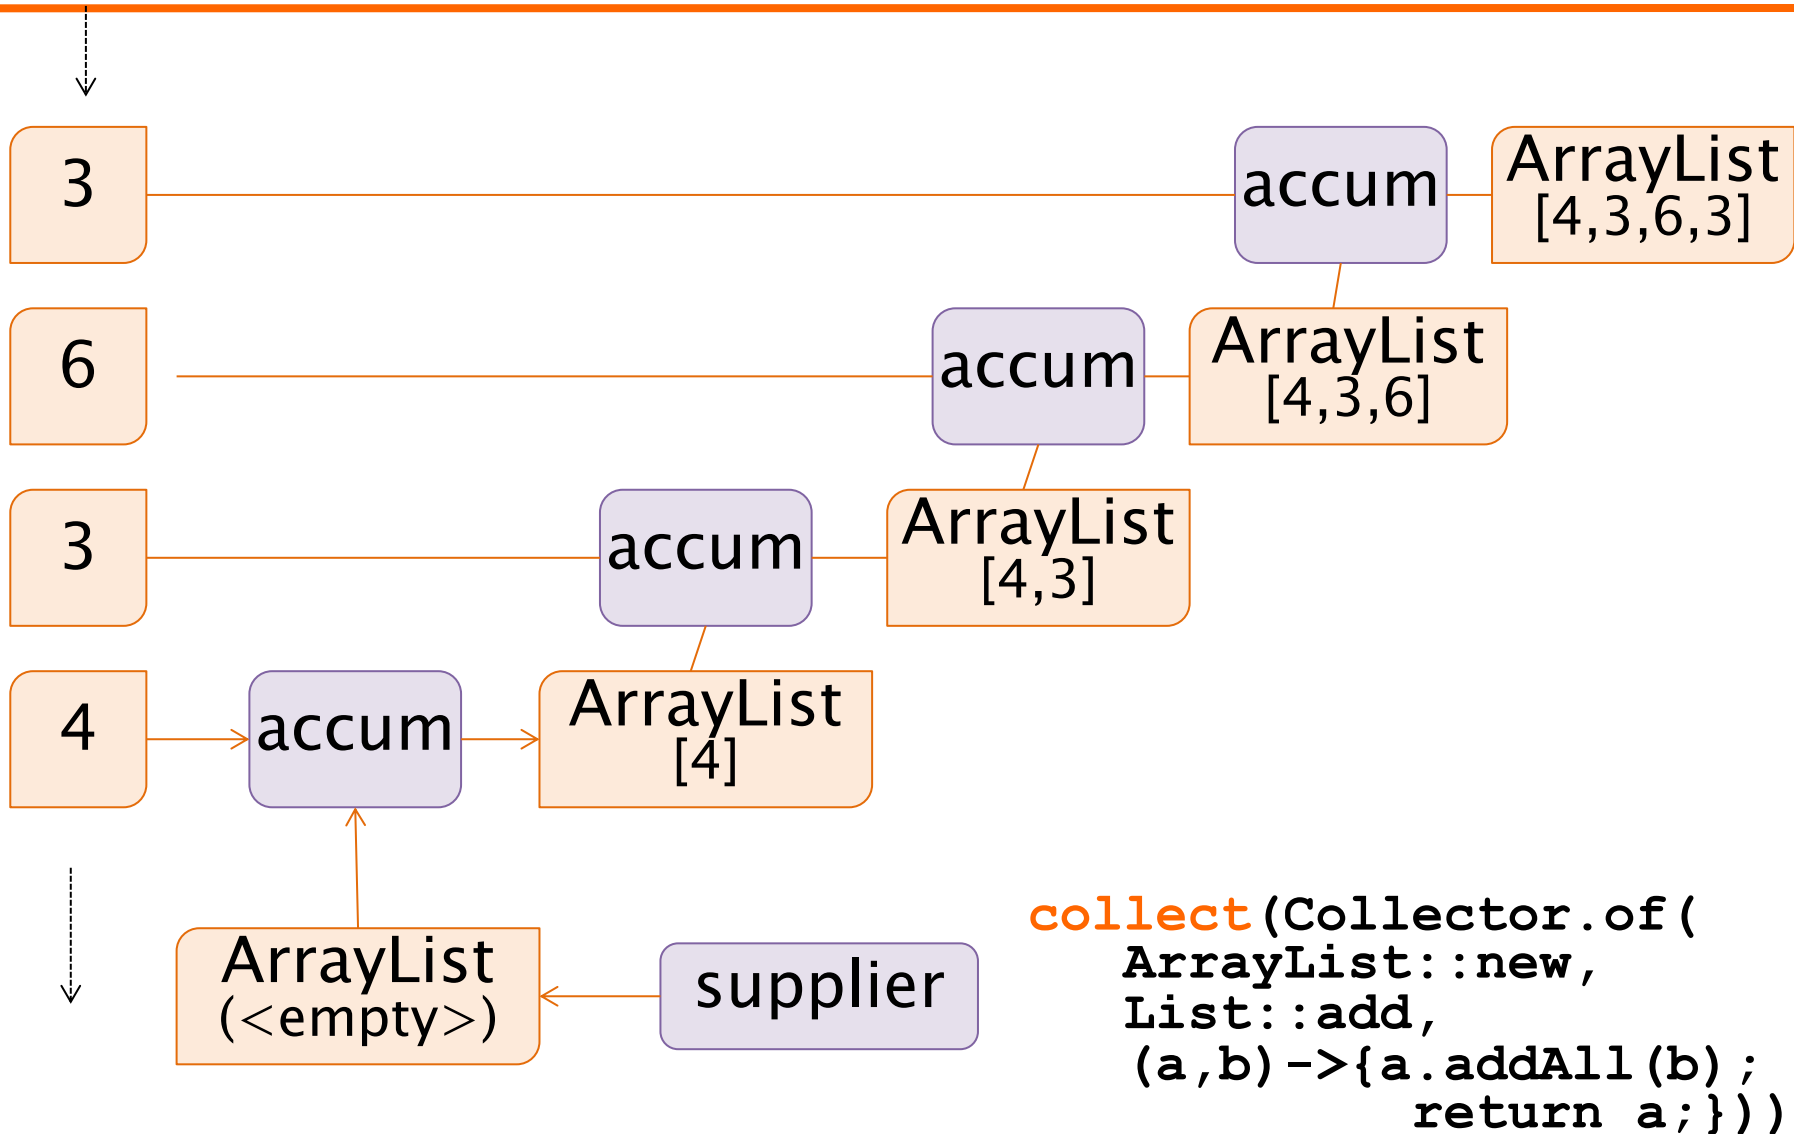 3
accum
ArrayList
[4,3,6,3]
6
accum
ArrayList
[4,3,6]
3
accum
ArrayList
[4,3]
4
accum
ArrayList
[4]
ArrayList
(<empty>)
supplier
collect(Collector.of(
ArrayList::new,
List::add,
(a,b)->{a.addAll(b);
return a;}))